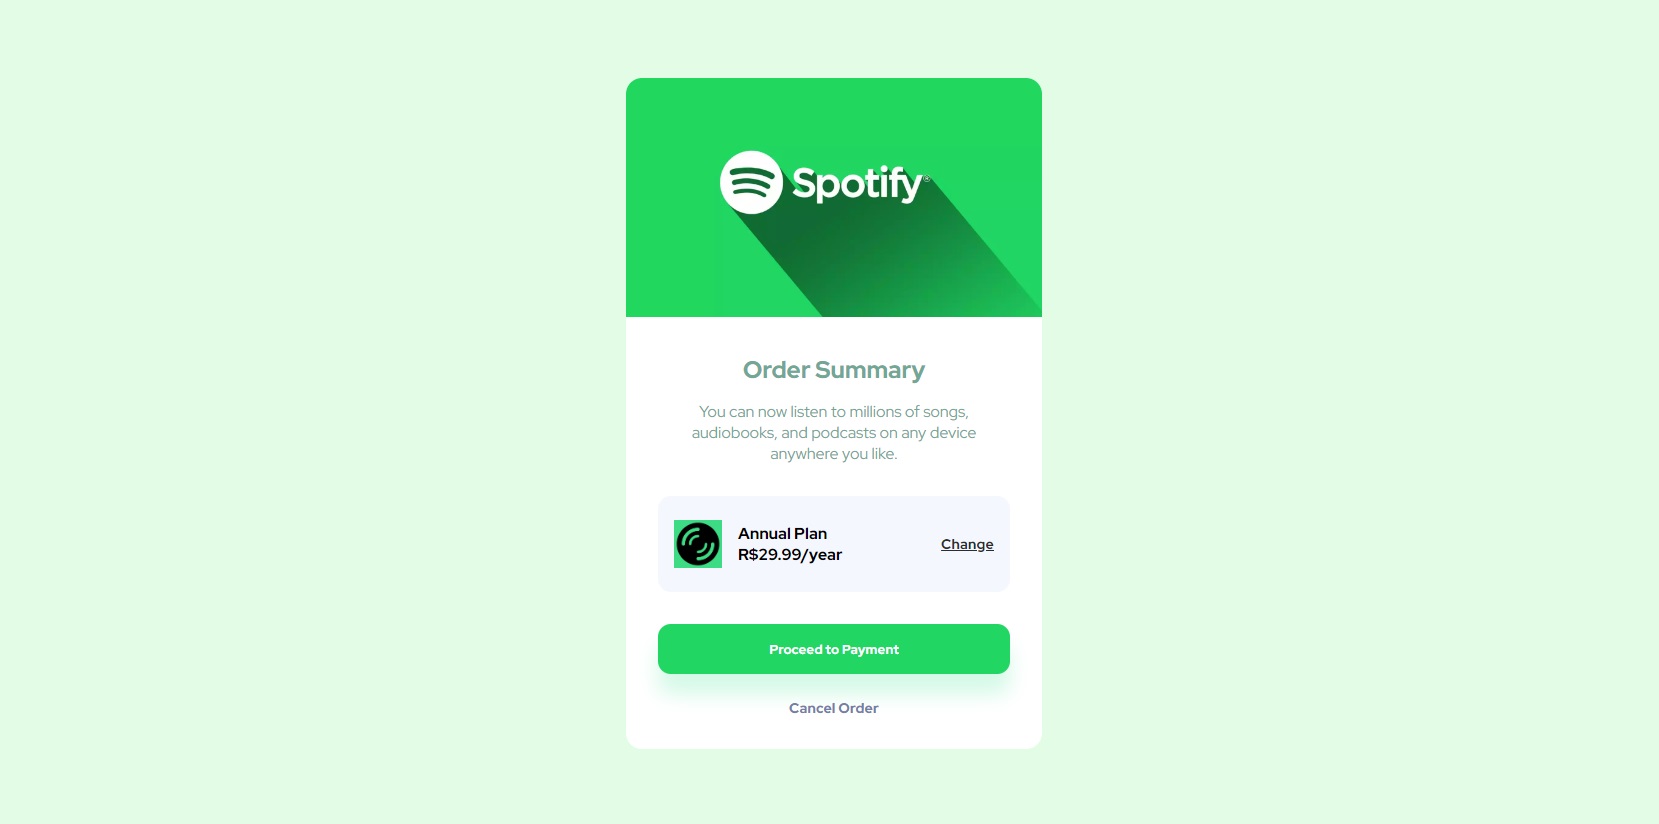 Spotify®
Order Summary
You can now listen to millions of songs,
audiobooks, and podcasts on any device
anywhere you like.
Annual Plan
R$29.99/year
Change
Proceed to Payment
Cancel Order